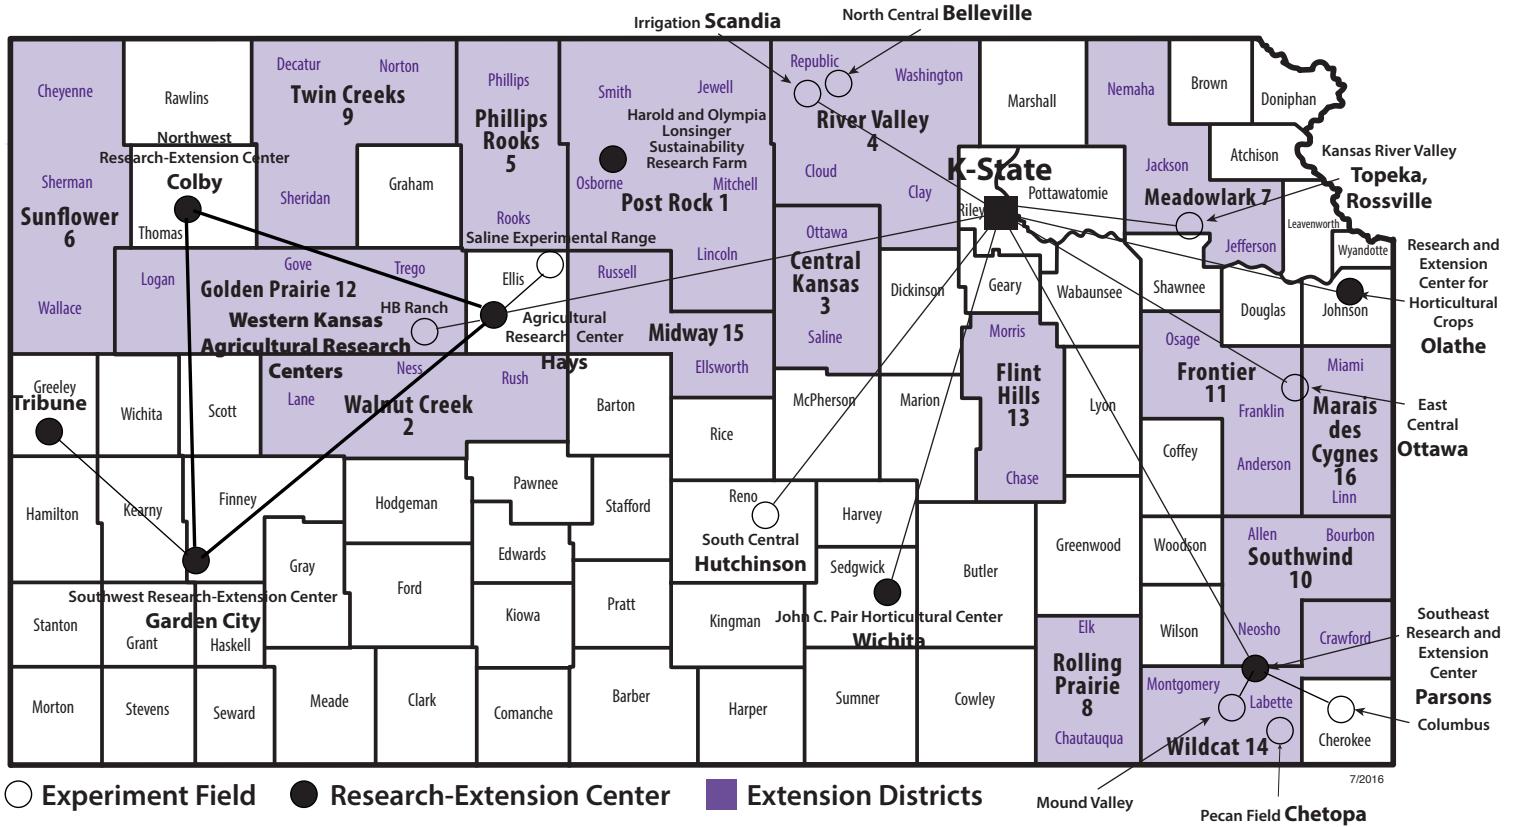 Irrigation Scandia
North Central Belleville
Cheyenne
Rawlins
Decatur
Norton
Twin Creeks
9
Phillips
Phillips
Rooks
5
Smith
Jewell
Harold and Olympia
Lonsinger
Sustainability
Research Farm
Republic
Washington
River Valley
4
Marshall
Nemaha
Brown
Doniphan
Atchison
Northwest
Research-Extension Center
Colby
Thomas
Sherman
Sunflower
6
Wallace
Sheridan
Graham
Rooks
Saline Experimental Range
Osborne
Mitchell
Post Rock 1
Cloud
Clay
K-State
Riley
Pottawatomie
Jackson
Meadowlark 7
Jefferson
Kansas River Valley
Topeka,
Rossville
Leavenworth
Wyandotte
Logan
Gove
Trego
Golden Prairie 12
HB Ranch
Western Kansas
Agricultural Research
Centers
Ellis
Agricultural
Research Center
Hays
Russell
Lincoln
Midway 15
Ellsworth
Ottawa
Central
Kansas
3
Saline
Dickinson
Geary
Wabaunsee
Shawnee
Douglas
Johnson
Research and
Extension
Center for
Horticultural
Crops
Olathe
Greeley
Tribune
Wichita
Scott
Lane
Ness
Rush
Walnut Creek
2
Barton
Rice
McPherson
Marion
Morris
Flint
Hills
13
Chase
Lyon
Osage
Frontier
11
Franklin
Anderson
Coffey
Miami
Marais
des
Cygnes
16
Linn
East
Central
Ottawa
Hamilton
Kearny
Finney
Hodgeman
Pawnee
Stafford
Edwards
Reno
South Central
Hutchinson
Harvey
Sedgwick
John C. Pair Horticultural Center
Wichita
Butler
Greenwood
Woodson
Allen
Bourbon
Southwind
10
Neosho
Crawford
Southeast
Research and
Extension
Center
Parsons
Columbus
Southwest Research-Extension Center
Garden City
Stanton
Grant
Haskell
Gray
Ford
Kiowa
Pratt
Kingman
Wilson
Elk
Rolling
Prairie
8
Chautauqua
Montgomery
Labette
Wildcat 14
Cherokee
Morton
Stevens
Seward
Meade
Clark
Comanche
Barber
Harper
Sumner
Cowley
7/2016
Mound Valley
Pecan Field Chetopa
Experiment Field
Research-Extension Center
Extension Districts